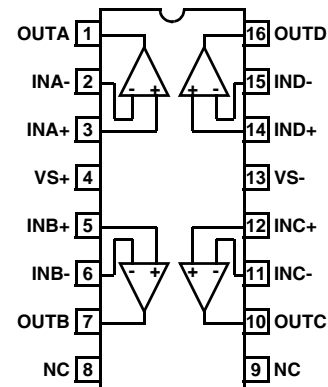 OUTA 1 16 OUTD
INA- 2 - + + - 15 IND-
INA+ 3 14 IND+
VS+ 4 13 VS-
INB+ 5 12 INC+
INB- 6 - + + - 11 INC-
OUTB 7 10 OUTC
NC 8 9 NC